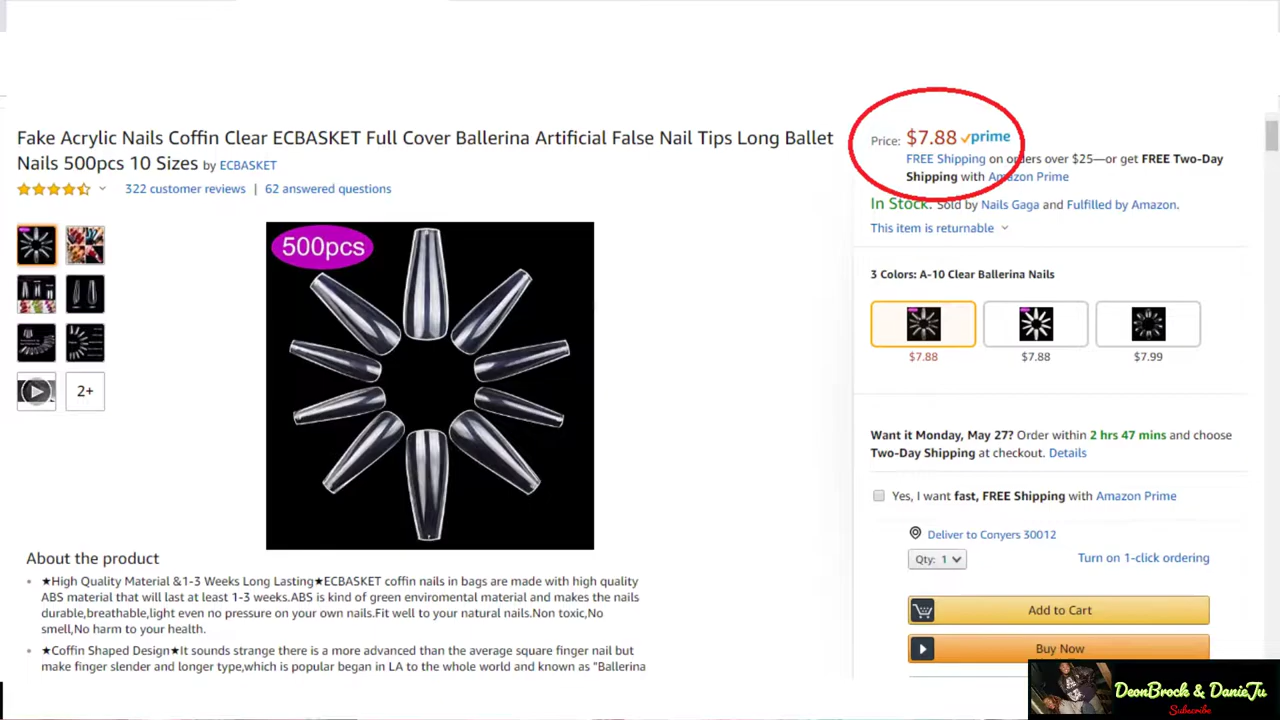 Fake Acrylic Nails Coffin Clear ECBASKET Full Cover Ballerina Artificial False Nail Tips Long Ballet
Nails 500pcs 10 Sizes by ECBASKET
322 customer reviews | 62 answered questions
500pcs
2+
About the product
★High Quality Material &1-3 Weeks Long Lasting★ECBASKET coffin nails in bags are made with high quality
ABS material that will last at least 1-3 weeks.ABS is kind of green enviromental material and makes the nails
durable,breathable,light even no pressure on your own nails.Fit well to your natural nails.Non toxic,No
smell,No harm to your health.
★Coffin Shaped Design★It sounds strange there is a more advanced than the average square finger nail but
make finger slender and longer type,which is popular began in LA to the whole world and known as "Ballerina
Price: $7.88 prime
FREE Shipping on orders over $25—or get FREE Two-Day
Shipping with Amazon Prime
In Stock. Sold by Nails Gaga and Fulfilled by Amazon.
This item is returnable
3 Colors: A-10 Clear Ballerina Nails
$7.88 $7.88 $7.99
Want it Monday, May 27? Order within 2 hrs 47 mins and choose
Two-Day Shipping at checkout. Details
Yes, I want fast, FREE Shipping with Amazon Prime
Deliver to Conyers 30012
Qty: 1
Turn on 1-click ordering
Add to Cart
Buy Now
DeonBrock & DanieJu
Subscribe